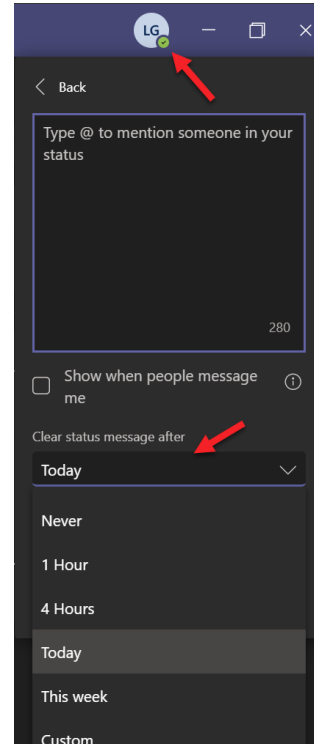 LG
Back
Type @ to mention someone in your
status
280
Show when people message
me
Clear status message after
Today
Never
1 Hour
4 Hours
Today
This week
Custom